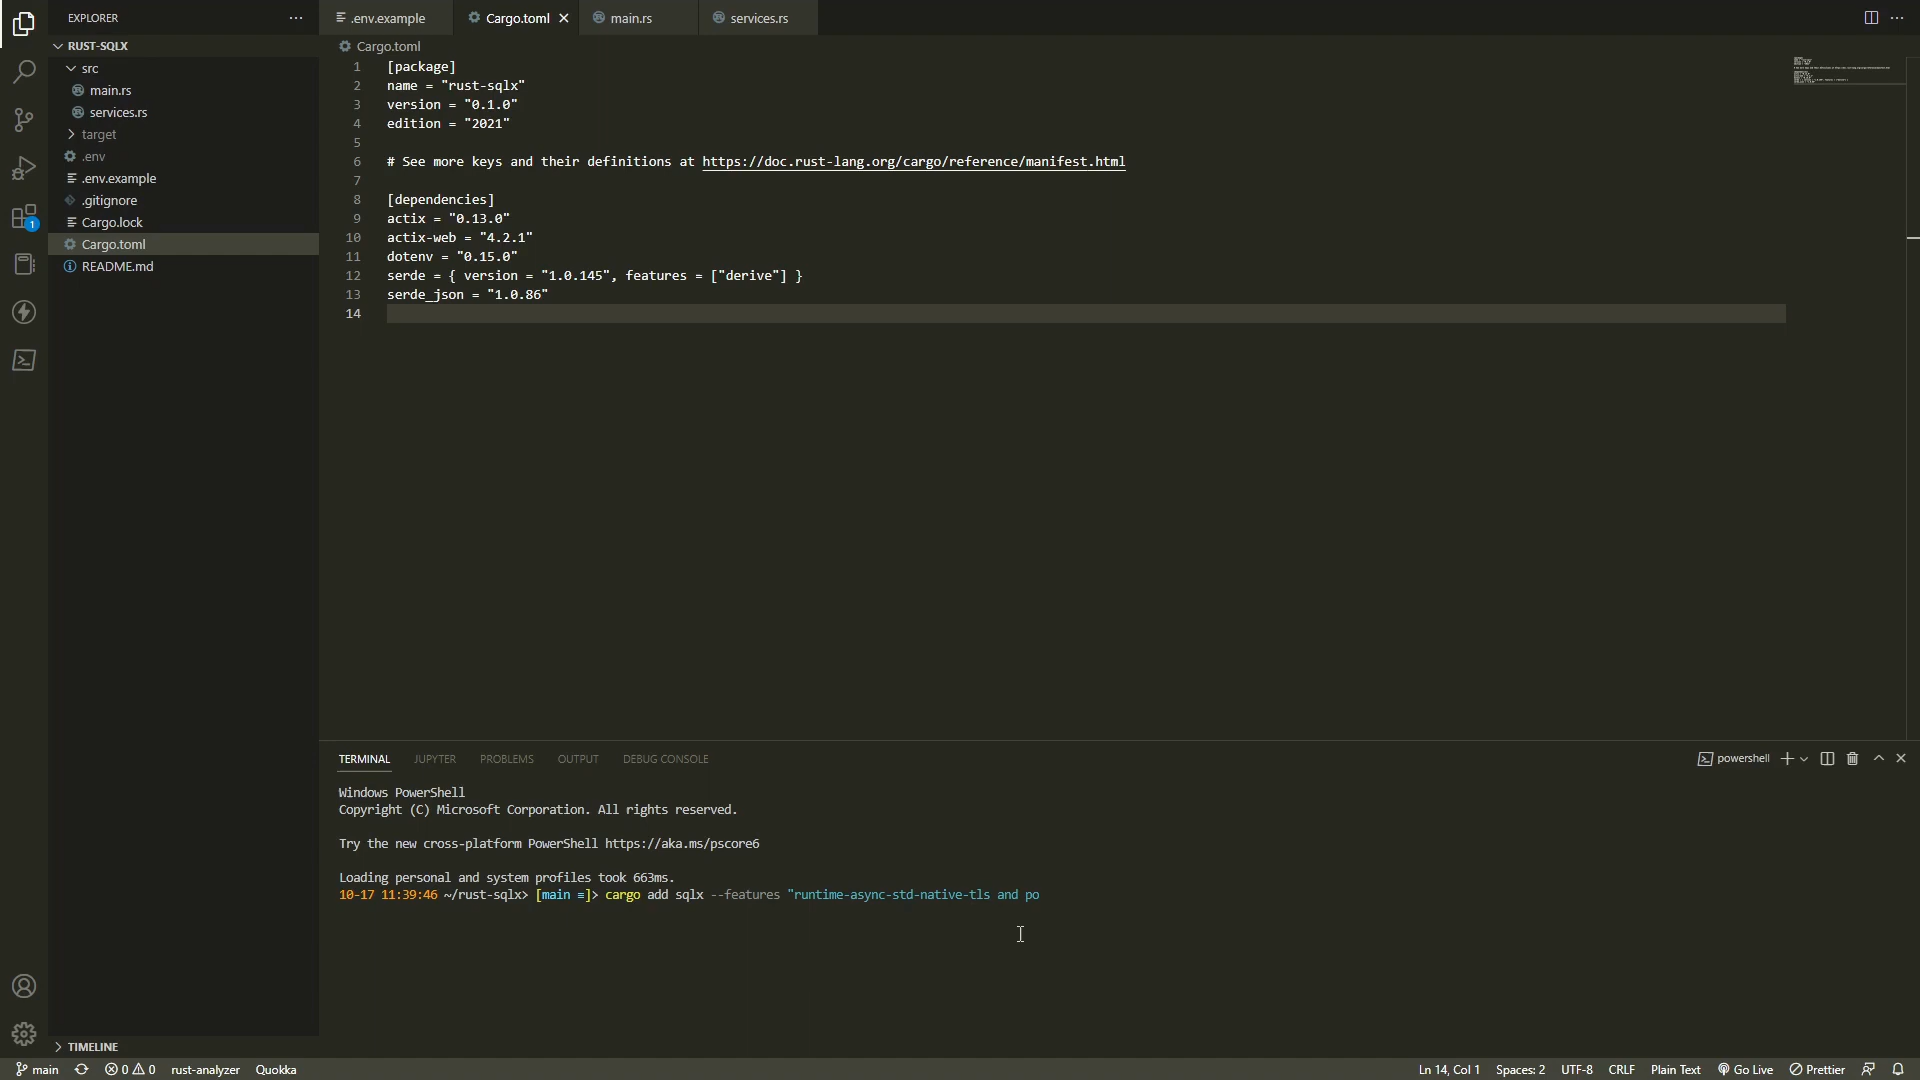 EXPLORER
RUST-SQLX
src
main.rs
services.rs
target
.env
.env.example
.gitignore
Cargo.lock
Cargo.toml
README.md
TIMELINE
1
.env.example
Cargo.toml
main.rs
services.rs
Cargo.toml
1 [package]
2 name = "rust-sqlx"
3 version = "0.1.0"
4 edition = "2021"
5
6 # See more keys and their definitions at https://doc.rust-lang.org/cargo/reference/manifest.html
7
8 [dependencies]
9 actix = "0.13.0"
10 actix-web = "4.2.1"
11 dotenv = "0.15.0"
12 serde = { version = "1.0.145", features = ["derive"] }
13 serde_json = "1.0.86"
14
TERMINAL JUPYTER PROBLEMS OUTPUT DEBUG CONSOLE
powershell
Windows PowerShell
Copyright (C) Microsoft Corporation. All rights reserved.
Try the new cross-platform PowerShell https://aka.ms/pscore6
Loading personal and system profiles took 663ms.
10-17 11:39:46 ~/rust-sqlx> [main ≡]> cargo add sqlx --features "runtime-async-std-native-tls and po
main 0 0 rust-analyzer Quokka
Ln 14, Col 1 Spaces: 2 UTF-8 CRLF Plain Text Go Live Prettier